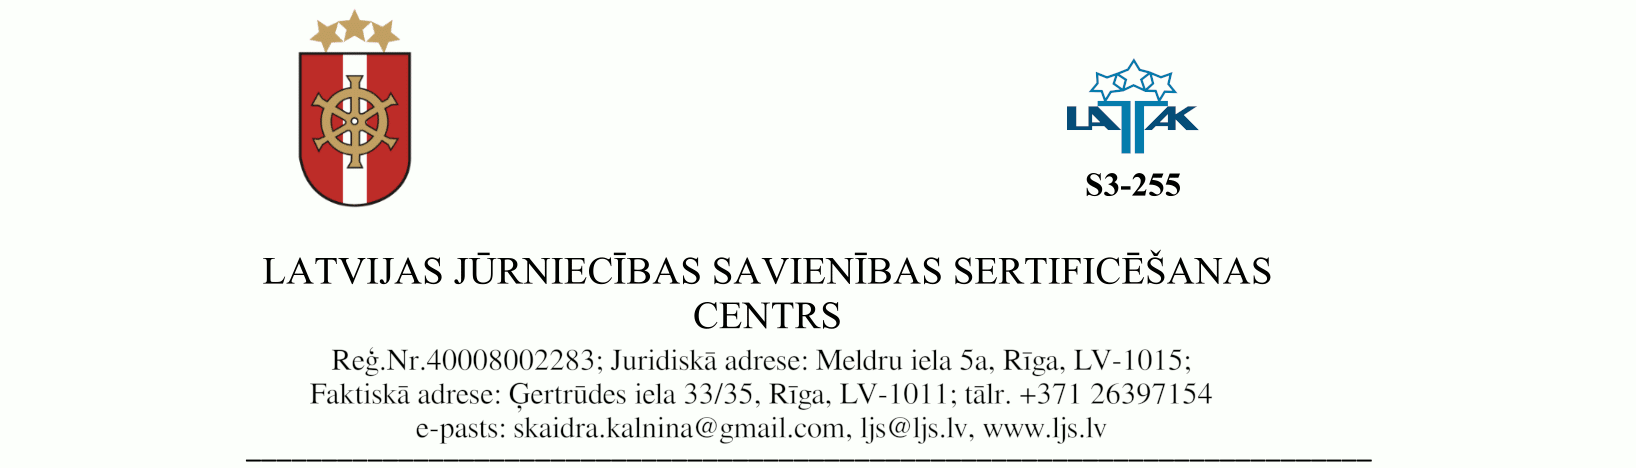 LATAK
S3-255
LATVIJAS JŪRNIECĪBAS SAVIENĪBAS SERTIFICĒŠANAS
CENTRS
Reģ.Nr.40008002283; Juridiskā adrese: Meldru iela 5a, Rīga, LV-1015;
Faktiskā adrese: Ģertrūdes iela 33/35, Rīga, LV-1011; tālr. +371 26397154
e-pasts: skaidra.kalnina@gmail.com, ljs@ljs.lv, www.ljs.lv